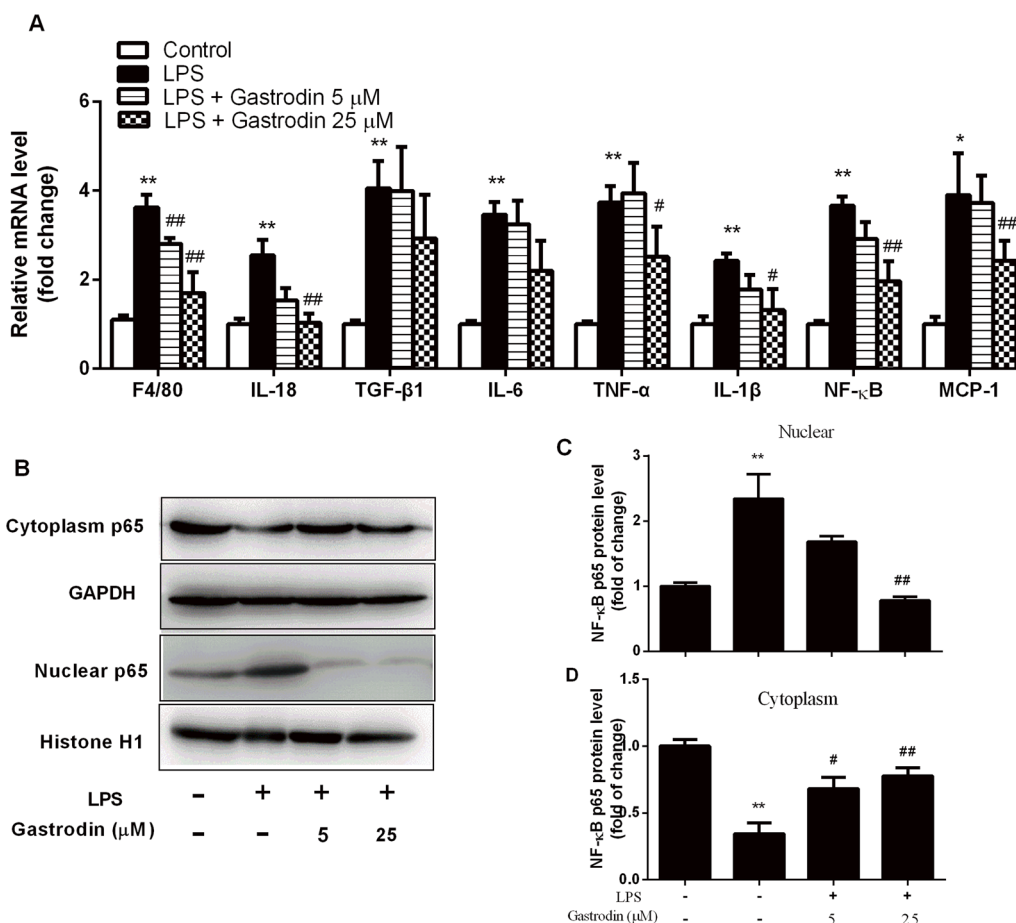 A
Control
LPS
LPS + Gastrodin 5 μM
LPS + Gastrodin 25 μM
Relative mRNA level
(fold change)
6
4
2
0
** ## ##
** ##
**
**
** #
** #
** ##
* ##
F4/80 IL-18 TGF-β1 IL-6 TNF-α IL-1β NF-κB MCP-1
B
Cytoplasm p65
GAPDH
Nuclear p65
Histone H1
LPS - + + +
Gastrodin (μM) - - 5 25
C
Nuclear
NF-κB p65 protein level
(fold of change)
3
2
1
0
** ##
D
Cytoplasm
NF-κB p65 protein level
(fold of change)
1.5
1.0
0.5
0.0
** # ##
LPS - - + +
Gastrodin (μM) - - 5 25